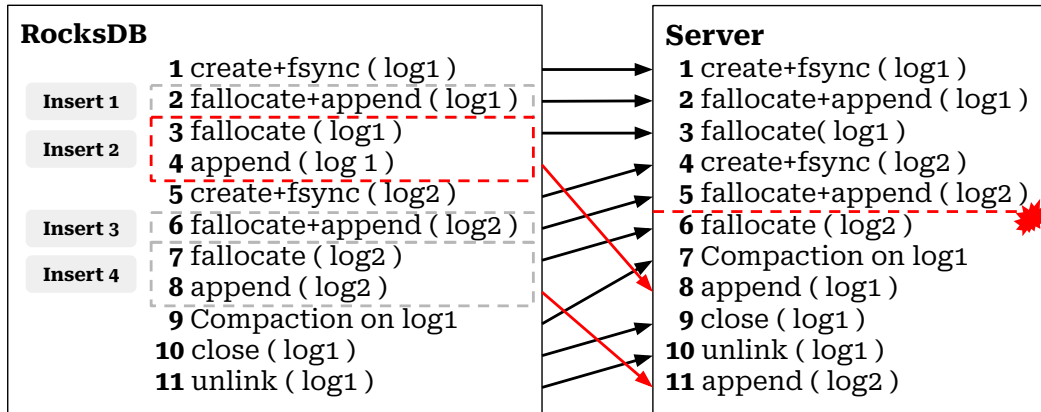 RocksDB
1 create+fsync ( log1 )
Insert 1
2 fallocate+append ( log1 )
Insert 2
3 fallocate ( log1 )
4 append ( log 1 )
5 create+fsync ( log2 )
Insert 3
6 fallocate+append ( log2 )
Insert 4
7 fallocate ( log2 )
8 append ( log2 )
9 Compaction on log1
10 close ( log1 )
11 unlink ( log1 )
Server
1 create+fsync ( log1 )
2 fallocate+append ( log1 )
3 fallocate( log1 )
4 create+fsync ( log2 )
5 fallocate+append ( log2 )
6 fallocate ( log2 )
7 Compaction on log1
8 append ( log1 )
9 close ( log1 )
10 unlink ( log1 )
11 append ( log2 )